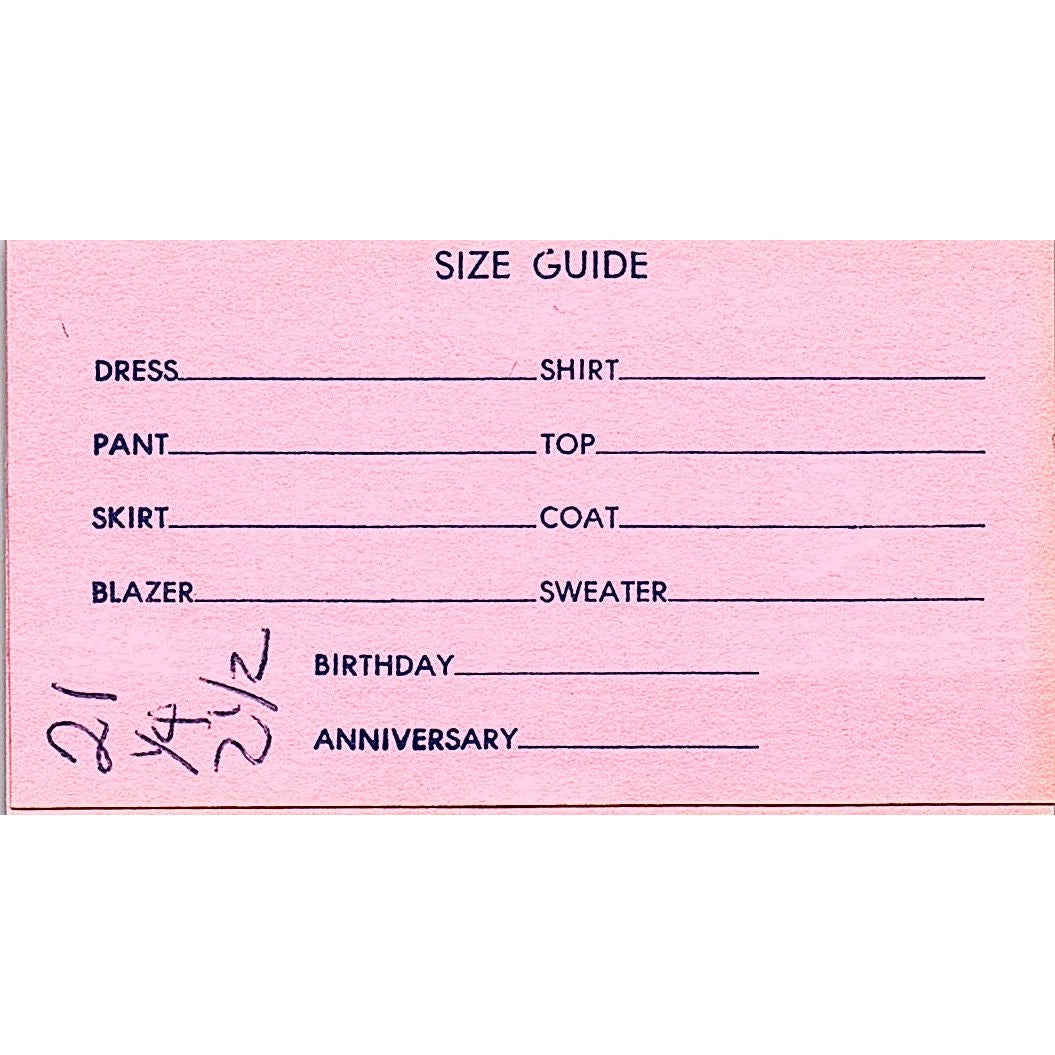 SIZE GUIDE
DRESS SHIRT
PANT TOP
SKIRT COAT
BLAZER SWEATER
BIRTHDAY
ANNIVERSARY
21